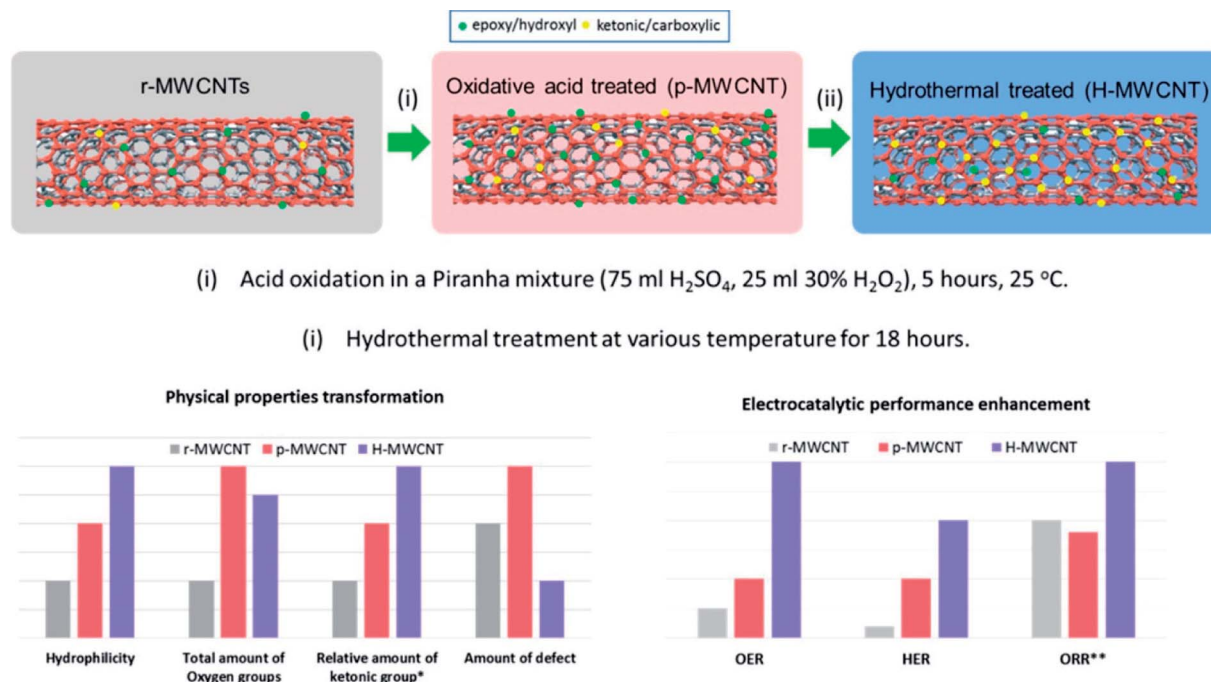 epoxy/hydroxyl ketonic/carboxylic
r-MWCNTs
(i)
Oxidative acid treated (p-MWCNT)
(ii)
Hydrothermal treated (H-MWCNT)
(i) Acid oxidation in a Piranha mixture (75 ml H₂SO₄, 25 ml 30% H₂O₂), 5 hours, 25 °C.
(i) Hydrothermal treatment at various temperature for 18 hours.
Physical properties transformation
r-MWCNT p-MWCNT H-MWCNT
Hydrophilicity
Total amount of
Oxygen groups
Relative amount of
ketonic group*
Amount of defect
Electrocatalytic performance enhancement
r-MWCNT p-MWCNT H-MWCNT
OER
HER
ORR**